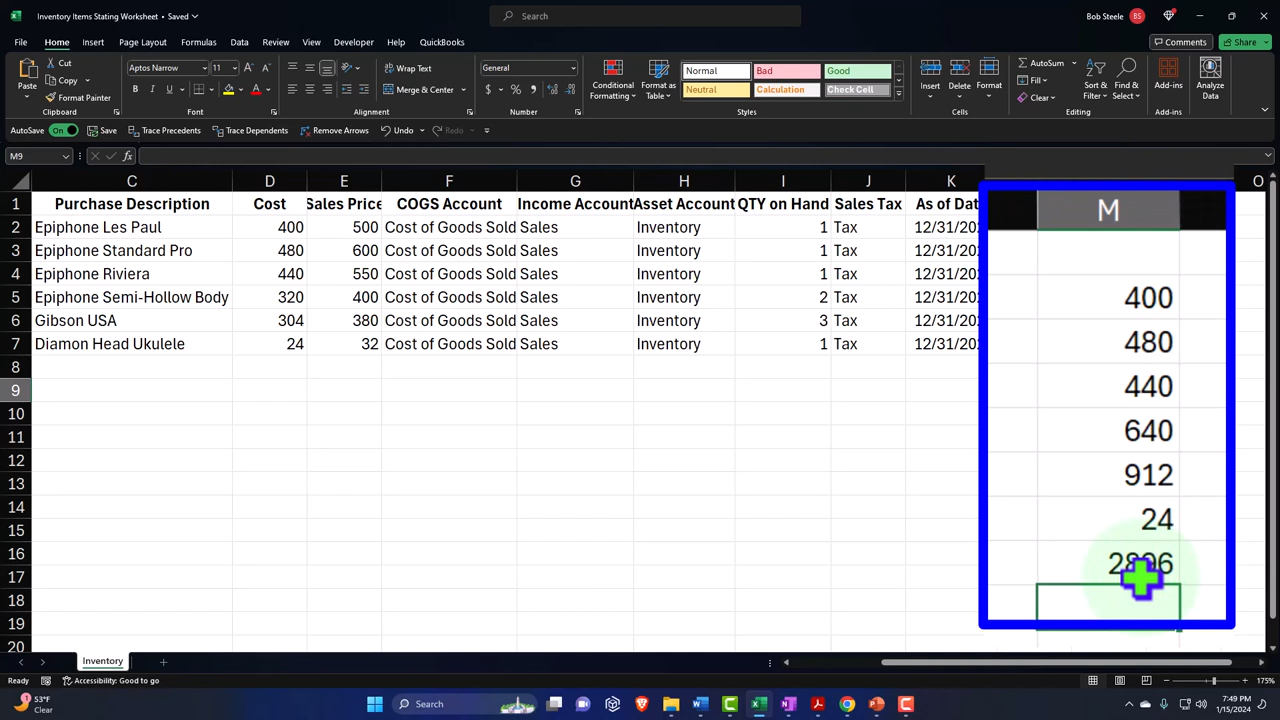 Inventory Items Stating Worksheet • Saved
Search
Bob Steele
BS
File Home Insert Page Layout Formulas Data Review View Developer Help QuickBooks
Comments
Share
Paste
Cut
Copy
Format Painter
Aptos Narrow
11
Wrap Text
Merge & Center
General
Conditional Formatting
Format as Table
Normal
Bad
Good
Neutral
Calculation
Check Cell
Insert
Delete
Format
AutoSum
Fill
Clear
Sort & Filter
Find & Select
Add-ins
Analyze Data
Clipboard Font Alignment Number Styles Cells Editing Add-ins
AutoSave On Save Trace Precedents Trace Dependents Remove Arrows Undo Redo
M9
fx
C D E F G H I J K M O
1 Purchase Description Cost Sales Price COGS Account Income Account Asset Account QTY on Hand Sales Tax As of Dat
2 Epiphone Les Paul 400 500 Cost of Goods Sold Sales Inventory 1 Tax 12/31/202 400
3 Epiphone Standard Pro 480 600 Cost of Goods Sold Sales Inventory 1 Tax 12/31/202 480
4 Epiphone Riviera 440 550 Cost of Goods Sold Sales Inventory 1 Tax 12/31/202 440
5 Epiphone Semi-Hollow Body 320 400 Cost of Goods Sold Sales Inventory 2 Tax 12/31/202 640
6 Gibson USA 304 380 Cost of Goods Sold Sales Inventory 3 Tax 12/31/202 912
7 Diamon Head Ukulele 24 32 Cost of Goods Sold Sales Inventory 1 Tax 12/31/202 24
8
9
10
11
12
13
14
15
16
17
18
19
20
Inventory
Ready
Accessibility: Good to go
175%
1
53°F
Clear
Search
7:49 PM
1/15/2024